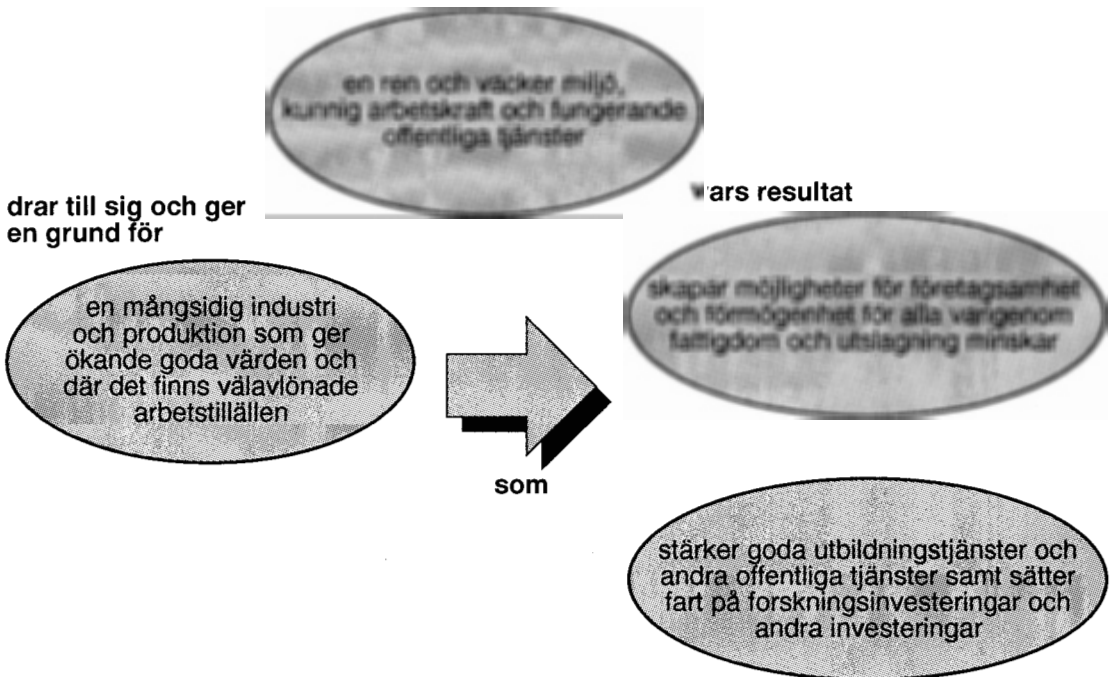 en ren och vacker miljö,
kunnig arbetskraft och fungerande
offentliga tjänster
drar till sig och ger
en grund för
vars resultat
en mångsidig industri
och produktion som ger
ökande goda värden och
där det finns välavlönade
arbetstillällen
skapar möjligheter för företagsamhet
och förmögenhet för alla varigenom
fattigdom och utslagning minskar
som
stärker goda utbildningstjänster och
andra offentliga tjänster samt sätter
fart på forskningsinvesteringar och
andra investeringar